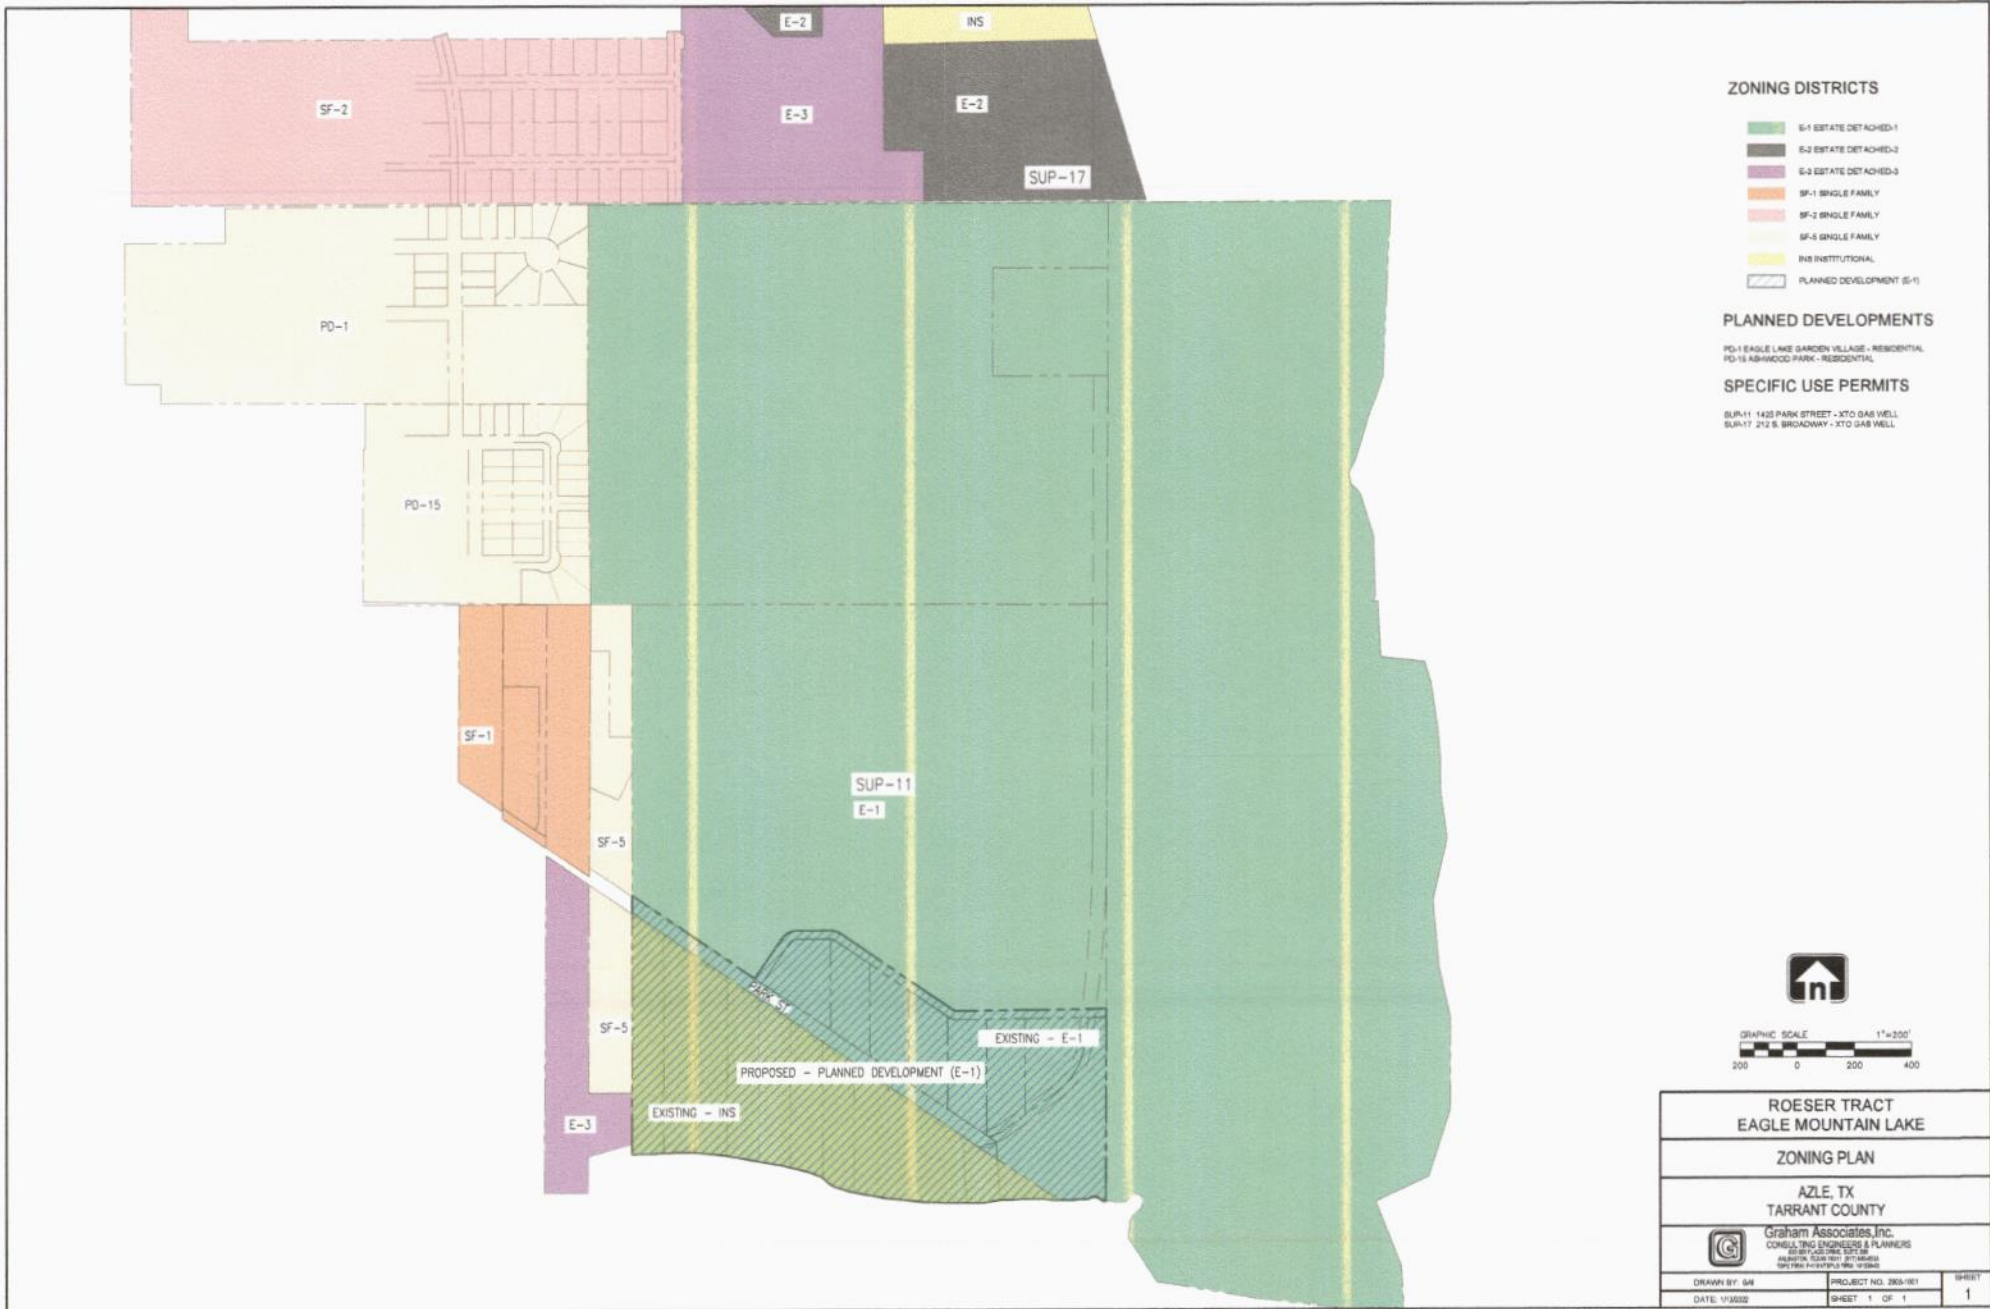 E-2
INS
SF-2
E-3
E-2
SUP-17
PD-1
PD-15
SF-1
SUP-11
E-1
SF-5
PARK ST
SF-5
EXISTING - E-1
PROPOSED - PLANNED DEVELOPMENT (E-1)
EXISTING - INS
E-3
ZONING DISTRICTS
E-1 ESTATE DETACHED-1
E-2 ESTATE DETACHED-2
E-3 ESTATE DETACHED-3
SF-1 SINGLE FAMILY
SF-2 SINGLE FAMILY
SF-5 SINGLE FAMILY
INS INSTITUTIONAL
PLANNED DEVELOPMENT (E-1)
PLANNED DEVELOPMENTS
PD-1 EAGLE LAKE GARDEN VILLAGE - RESIDENTIAL
PD-15 ASHWOOD PARK - RESIDENTIAL
SPECIFIC USE PERMITS
SUP-11 1425 PARK STREET - XTO GAS WELL
SUP-17 212 S. BROADWAY - XTO GAS WELL
n
GRAPHIC SCALE 1"=200'
200 0 200 400
ROESER TRACT
EAGLE MOUNTAIN LAKE
ZONING PLAN
AZLE, TX
TARRANT COUNTY
G
Graham Associates,Inc.
CONSULTING ENGINEERS & PLANNERS
DRAWN BY: GAI
PROJECT NO.
SHEET
DATE:
SHEET 1 OF 1
1